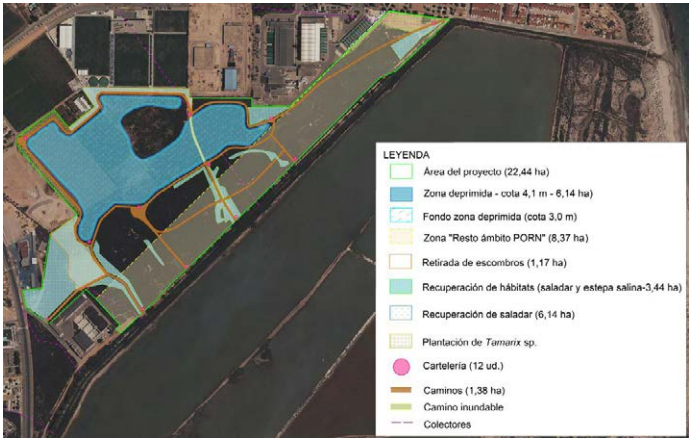 LEYENDA
Área del proyecto (22,44 ha)
Zona deprimida - cota 4,1 m - 6,14 ha)
Fondo zona deprimida (cota 3,0 m)
Zona "Resto ámbito PORN" (8,37 ha)
Retirada de escombros (1,17 ha)
Recuperación de hábitats (saladar y estepa salina-3,44 ha)
Recuperación de saladar (6,14 ha)
Plantación de Tamarix sp.
Cartelería (12 ud.)
Caminos (1,38 ha)
Camino inundable
Colectores